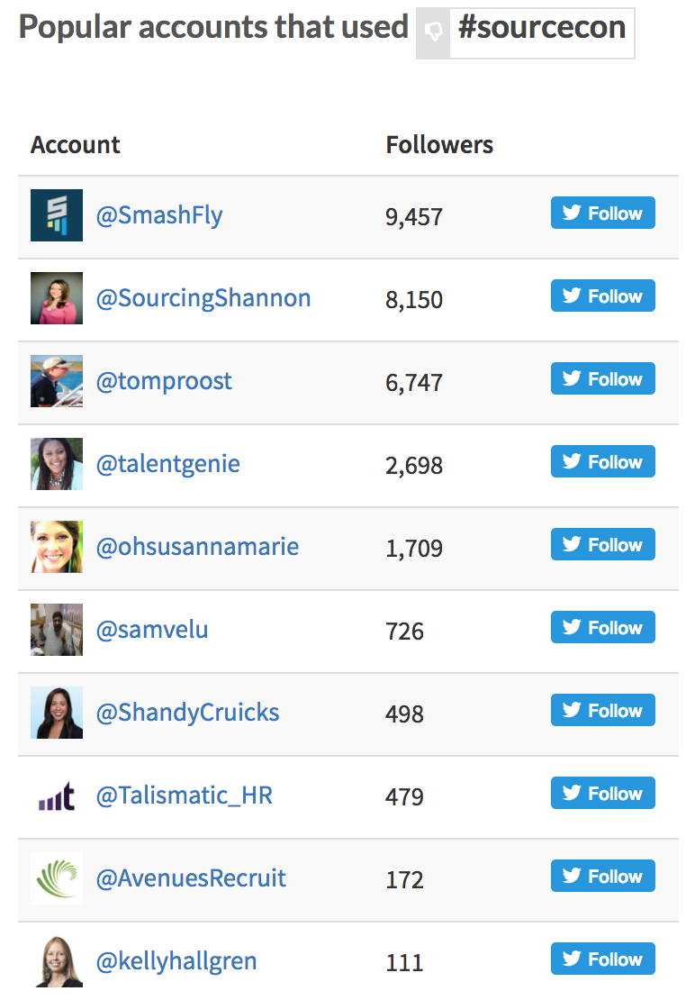 Popular accounts that used #sourcecon
Account Followers
@SmashFly 9,457 Follow
@SourcingShannon 8,150 Follow
@tomproost 6,747 Follow
@talentgenie 2,698 Follow
@ohsusannamarie 1,709 Follow
@samvelu 726 Follow
@ShandyCruicks 498 Follow
@Talismatic_HR 479 Follow
@AvenuesRecruit 172 Follow
@kellyhallgren 111 Follow